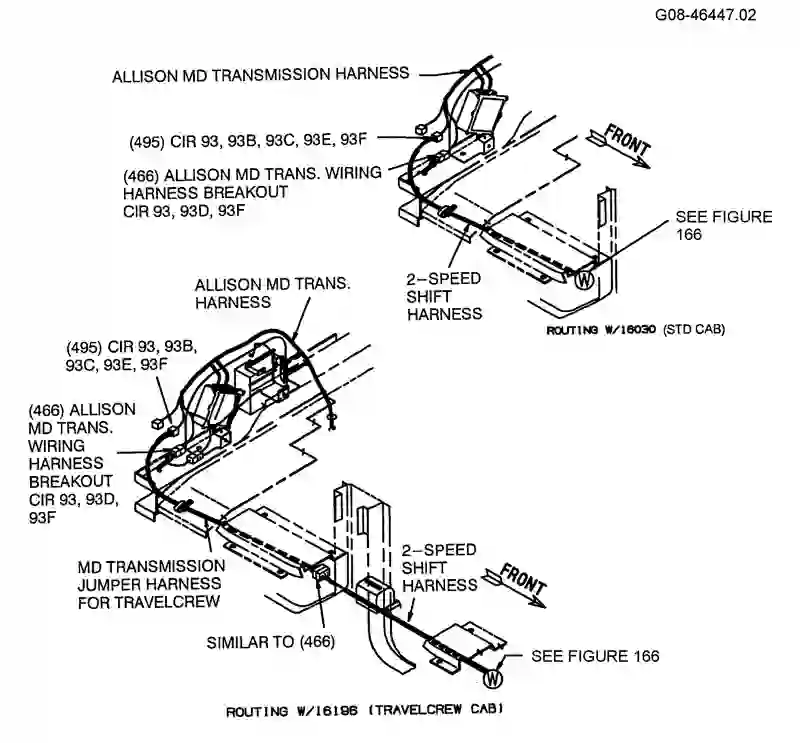 G08-46447.02
ALLISON MD TRANSMISSION HARNESS
(495) CIR 93, 93B, 93C, 93E, 93F
(466) ALLISON MD TRANS. WIRING
HARNESS BREAKOUT
CIR 93, 93D, 93F
FRONT
SEE FIGURE
166
W
2-SPEED
SHIFT
HARNESS
ROUTING W/16030 (STD CAB)
ALLISON MD TRANS.
HARNESS
(495) CIR 93, 93B,
93C, 93E, 93F
(466) ALLISON
MD TRANS.
WIRING
HARNESS
BREAKOUT
CIR 93, 93D,
93F
MD TRANSMISSION
JUMPER HARNESS
FOR TRAVELCREW
2-SPEED
SHIFT
HARNESS
FRONT
SIMILAR TO (466)
SEE FIGURE 166
W
ROUTING W/16196 (TRAVELCREW CAB)